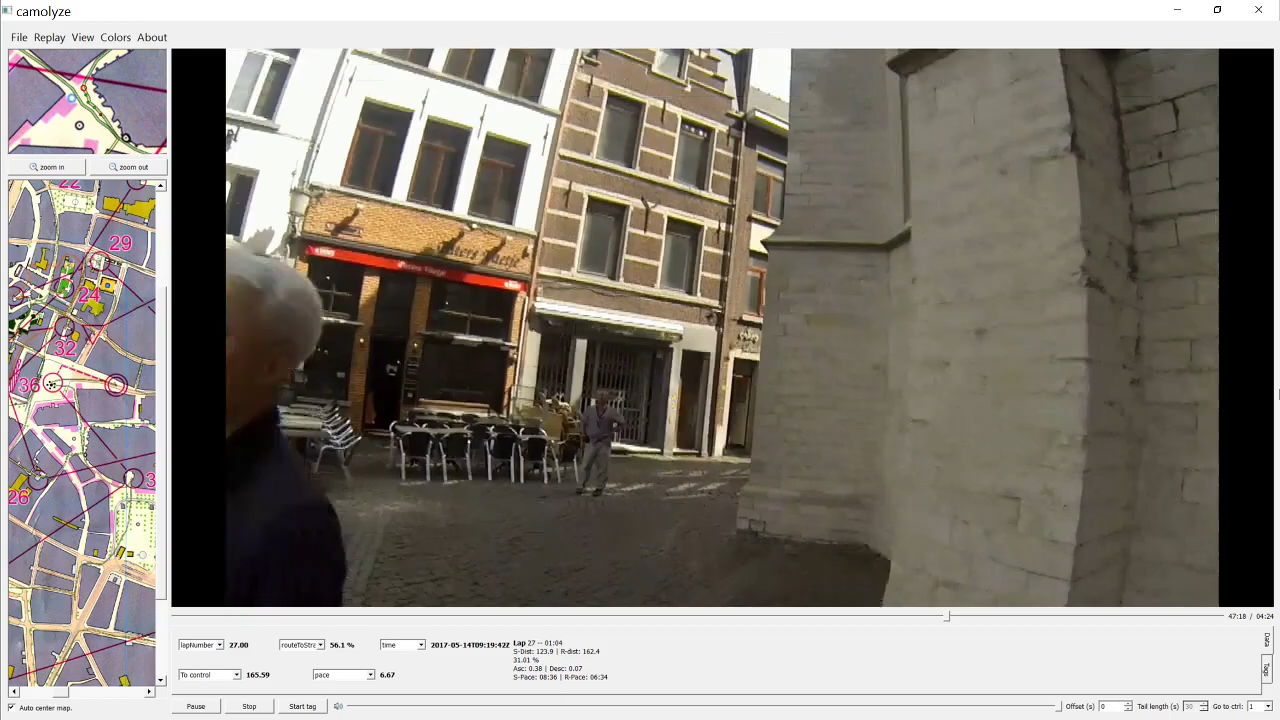 camolyze
File Replay View Colors About
zoom in zoom out
22
29
24
32
36
3
26
47:18 / 04:24
lapNumber 27.00 routeToStra 56.1 % time 2017-05-14T09:19:42Z
To control 165.59 pace 6.67
Lap 27 -- 01:04
S-Dist: 123.9 | R-dist: 162.4
31.01 %
Asc: 0.38 | Desc: 0.07
S-Pace: 08:36 | R-Pace: 06:34
Data
Tags
Auto center map.
Pause Stop Start tag Offset (s) 0 Tail length (s) 30 Go to ctrl: 1